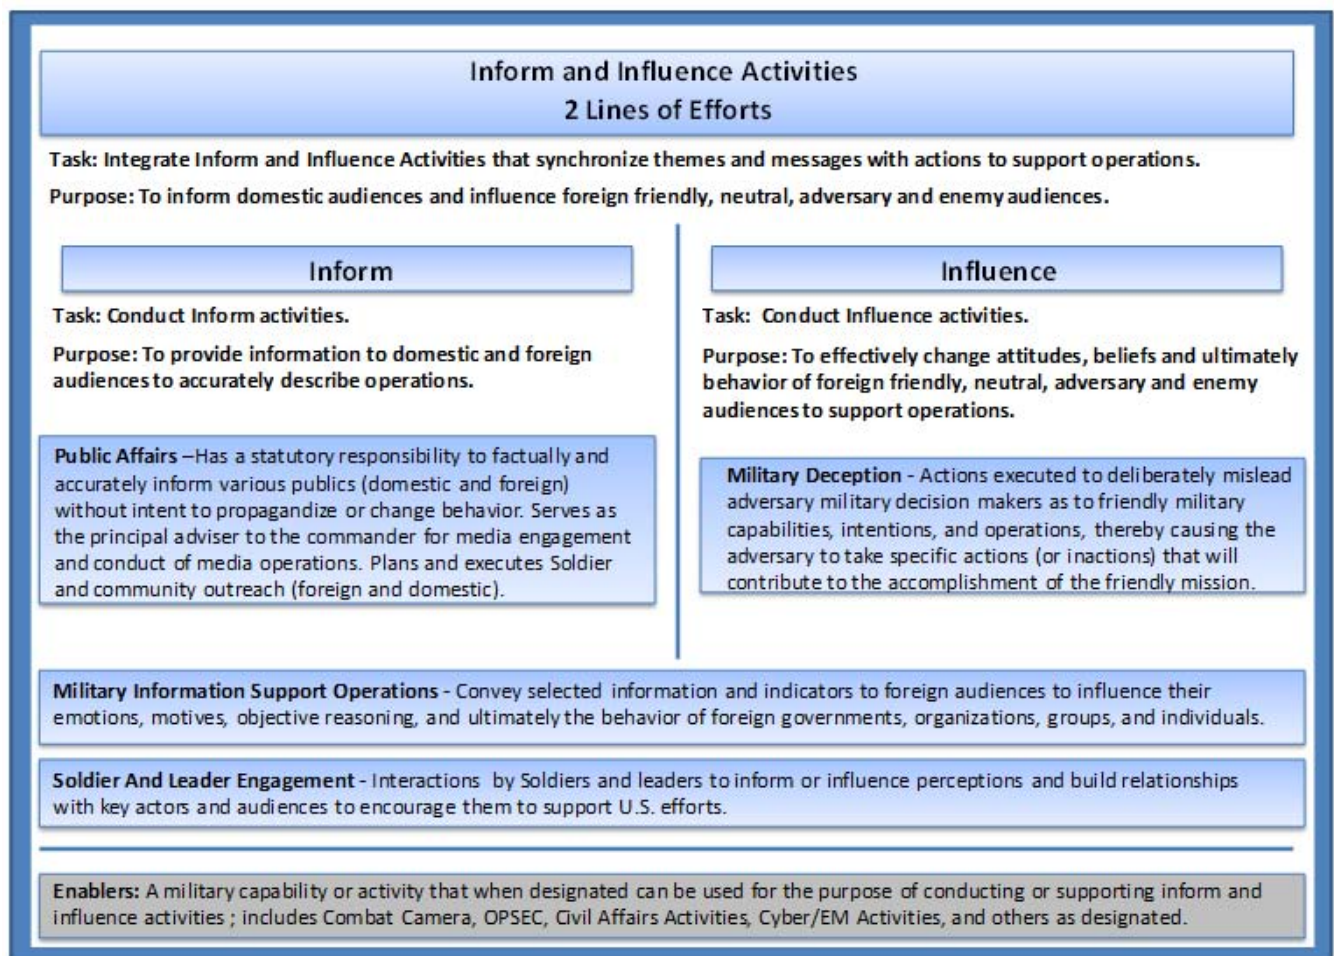 Inform and Influence Activities
2 Lines of Efforts
Task: Integrate Inform and Influence Activities that synchronize themes and messages with actions to support operations.
Purpose: To inform domestic audiences and influence foreign friendly, neutral, adversary and enemy audiences.
Inform
Task: Conduct Inform activities.
Purpose: To provide information to domestic and foreign
audiences to accurately describe operations.
Public Affairs –Has a statutory responsibility to factually and
accurately inform various publics (domestic and foreign)
without intent to propagandize or change behavior. Serves as
the principal adviser to the commander for media engagement
and conduct of media operations. Plans and executes Soldier
and community outreach (foreign and domestic).
Influence
Task:  Conduct Influence activities.
Purpose: To effectively change attitudes, beliefs and ultimately
behavior of foreign friendly, neutral, adversary and enemy
audiences to support operations.
Military Deception - Actions executed to deliberately mislead
adversary military decision makers as to friendly military
capabilities, intentions, and operations, thereby causing the
adversary to take specific actions (or inactions) that will
contribute to the accomplishment of the friendly mission.
Military Information Support Operations - Convey selected information and indicators to foreign audiences to influence their
emotions, motives, objective reasoning, and ultimately the behavior of foreign governments, organizations, groups, and individuals.
Soldier And Leader Engagement - Interactions  by Soldiers and leaders to inform or influence perceptions and build relationships
with key actors and audiences to encourage them to support U.S. efforts.
Enablers: A military capability or activity that when designated can be used for the purpose of conducting or supporting inform and
influence activities ; includes Combat Camera, OPSEC, Civil Affairs Activities, Cyber/EM Activities, and others as designated.